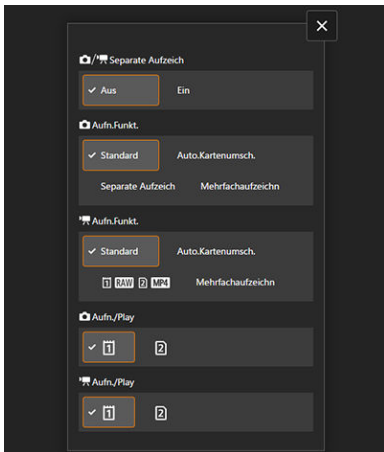 / Separate Aufzeich
Aus Ein
Aufn.Funkt.
Standard Auto.Kartenumsch.
Separate Aufzeich Mehrfachaufzeichn
Aufn.Funkt.
Standard Auto.Kartenumsch.
1 RAW 2 MP4 Mehrfachaufzeichn
Aufn./Play
1 2
Aufn./Play
1 2